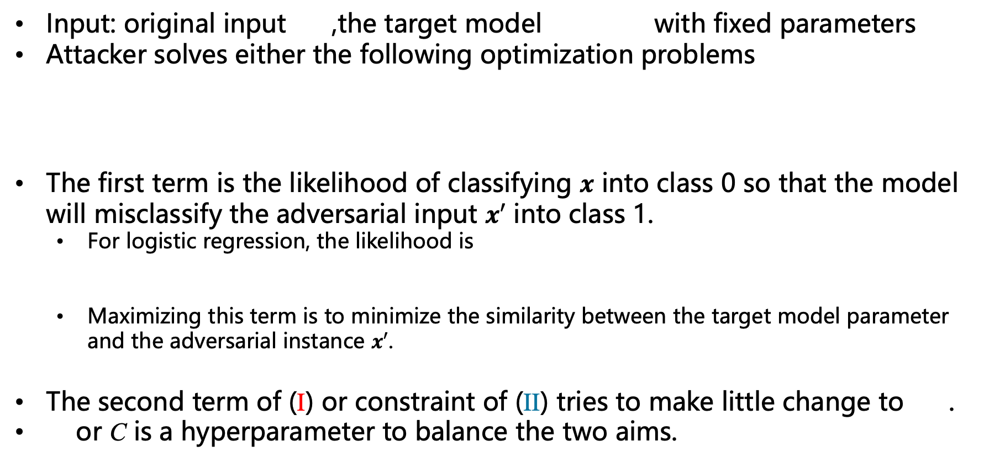 • Input: original input ,the target model with fixed parameters
• Attacker solves either the following optimization problems
• The first term is the likelihood of classifying x into class 0 so that the model
will misclassify the adversarial input x′ into class 1.
• For logistic regression, the likelihood is
• Maximizing this term is to minimize the similarity between the target model parameter
and the adversarial instance x′.
• The second term of (I) or constraint of (II) tries to make little change to .
• or C is a hyperparameter to balance the two aims.